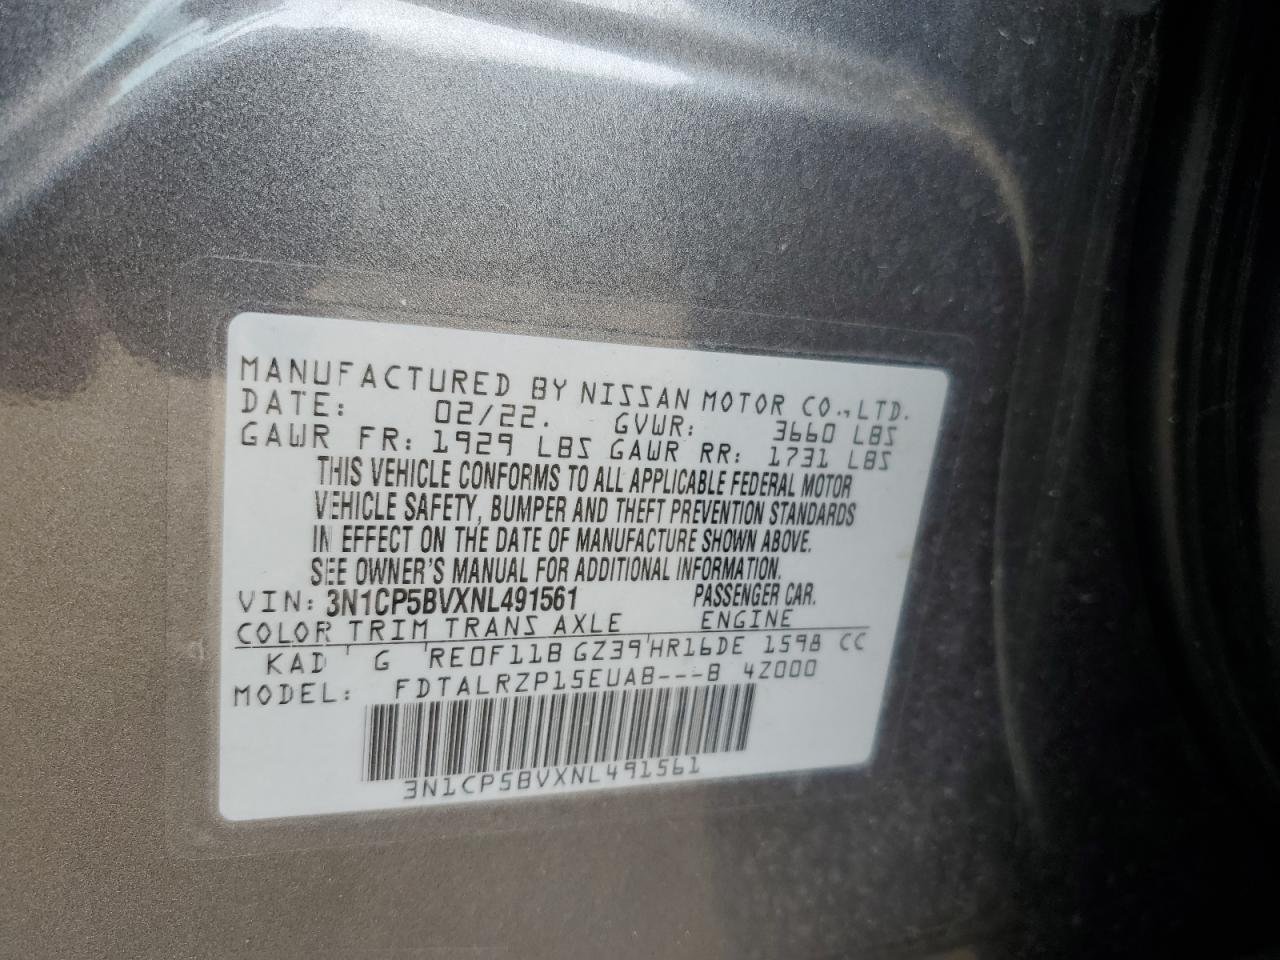 MANUFACTURED BY NISSAN MOTOR CO.,LTD.
DATE: 02/22. GVWR: 3660 LBS
GAWR FR: 1929 LBS GAWR RR: 1731 LBS
THIS VEHICLE CONFORMS TO ALL APPLICABLE FEDERAL MOTOR
VEHICLE SAFETY, BUMPER AND THEFT PREVENTION STANDARDS
IN EFFECT ON THE DATE OF MANUFACTURE SHOWN ABOVE.
SEE OWNER'S MANUAL FOR ADDITIONAL INFORMATION.
VIN: 3N1CP5BVXNL491561 PASSENGER CAR.
COLOR TRIM TRANS AXLE ENGINE
KAD ' G ' RE0F11B GZ39 ' HR16DE 1598 CC
MODEL: FDTALRZP15EUAB---B 4Z000
3N1CP5BVXNL491561